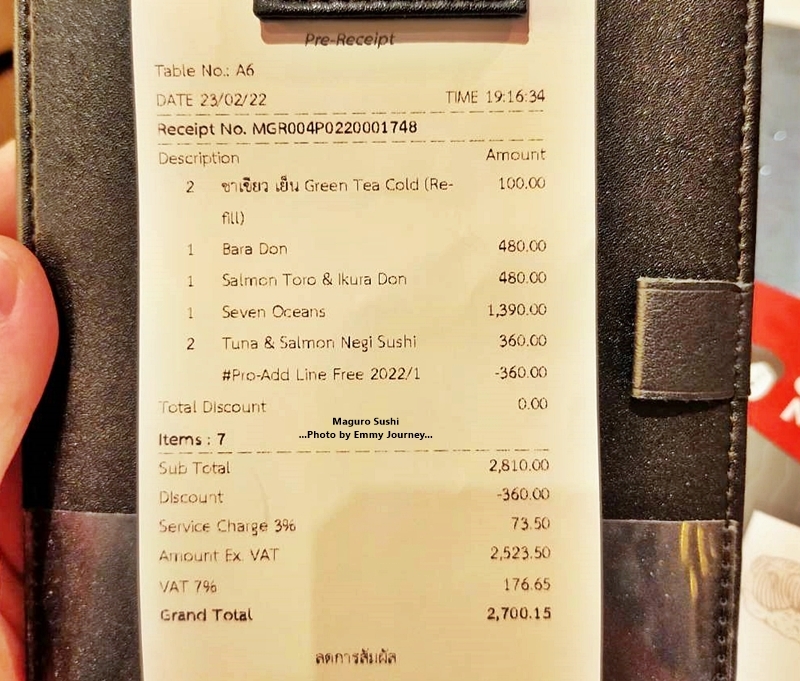 Pre-Receipt
Table No.: A6
DATE 23/02/22 TIME 19:16:34
Receipt No. MGR004P0220001748
Description Amount
2 ชาเขียว เย็น Green Tea Cold (Re- 100.00
fill)
1 Bara Don 480.00
1 Salmon Toro & Ikura Don 480.00
1 Seven Oceans 1,390.00
2 Tuna & Salmon Negi Sushi 360.00
#Pro-Add Line Free 2022/1 -360.00
Total Discount 0.00
Maguro Sushi
...Photo by Emmy Journey...
Items : 7
Sub Total 2,810.00
Discount -360.00
Service Charge 3% 73.50
Amount Ex. VAT 2,523.50
VAT 7% 176.65
Grand Total 2,700.15
ลดการสัมผัส